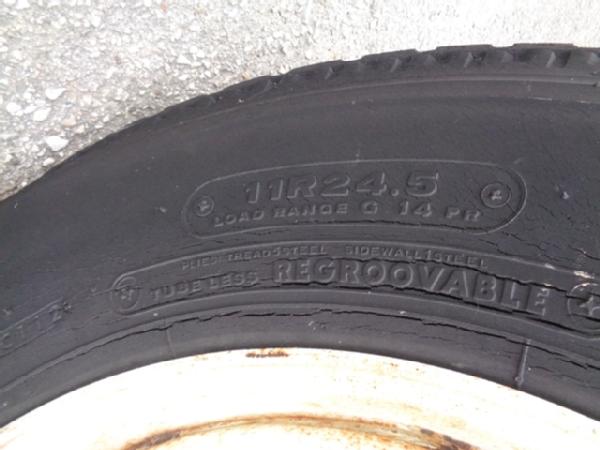 11R24.5
LOAD RANGE G 14 PR
PLIES: TREAD 5 STEEL SIDEWALL 1 STEEL
TUBELESS REGROOVABLE